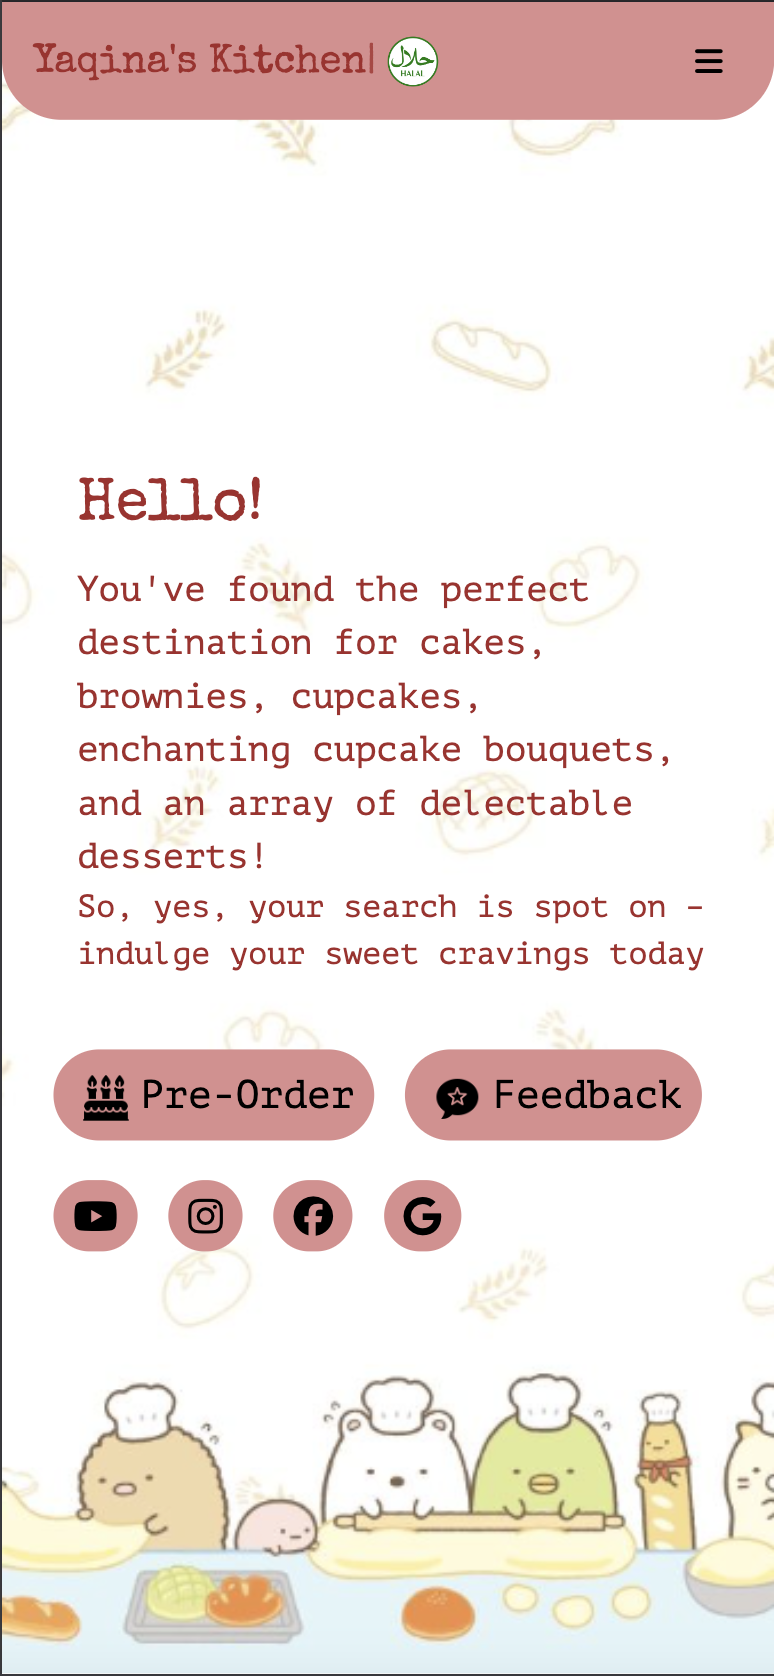 Yaqina's Kitchen| حلال
HALAL
Hello!
You've found the perfect
destination for cakes,
brownies, cupcakes,
enchanting cupcake bouquets,
and an array of delectable
desserts!
So, yes, your search is spot on –
indulge your sweet cravings today
Pre-Order Feedback